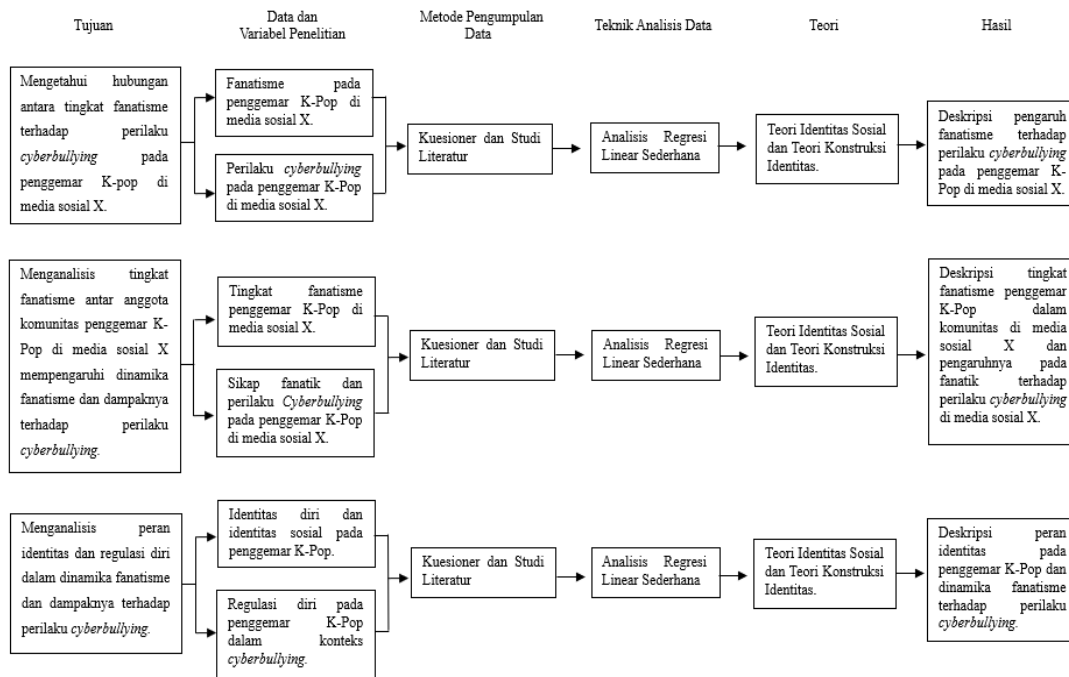 Tujuan
Data dan
Variabel Penelitian
Metode Pengumpulan
Data
Teknik Analisis Data
Teori
Hasil
Mengetahui hubungan
antara tingkat fanatisme
terhadap perilaku
cyberbullying pada
penggemar K-pop di
media sosial X.
Fanatisme pada
penggemar K-Pop di
media sosial X.
Perilaku cyberbullying
pada penggemar K-Pop
di media sosial X.
Kuesioner dan Studi
Literatur
Analisis Regresi
Linear Sederhana
Teori Identitas Sosial
dan Teori Konstruksi
Identitas.
Deskripsi pengaruh
fanatisme terhadap
perilaku cyberbullying
pada penggemar K-
Pop di media sosial X.
Menganalisis tingkat
fanatisme antar anggota
komunitas penggemar K-
Pop di media sosial X
mempengaruhi dinamika
fanatisme dan dampaknya
terhadap perilaku
cyberbullying.
Tingkat fanatisme
penggemar K-Pop di
media sosial X.
Sikap fanatik dan
perilaku Cyberbullying
pada penggemar K-Pop
di media sosial X.
Kuesioner dan Studi
Literatur
Analisis Regresi
Linear Sederhana
Teori Identitas Sosial
dan Teori Konstruksi
Identitas.
Deskripsi tingkat
fanatisme penggemar
K-Pop dalam
komunitas di media
sosial X dan
pengaruhnya pada
fanatik terhadap
perilaku cyberbullying
di media sosial X.
Menganalisis peran
identitas dan regulasi diri
dalam dinamika fanatisme
dan dampaknya terhadap
perilaku cyberbullying.
Identitas diri dan
identitas sosial pada
penggemar K-Pop.
Regulasi diri pada
penggemar K-Pop
dalam konteks
cyberbullying.
Kuesioner dan Studi
Literatur
Analisis Regresi
Linear Sederhana
Teori Identitas Sosial
dan Teori Konstruksi
Identitas.
Deskripsi peran
identitas pada
penggemar K-Pop dan
dinamika fanatisme
terhadap perilaku
cyberbullying.